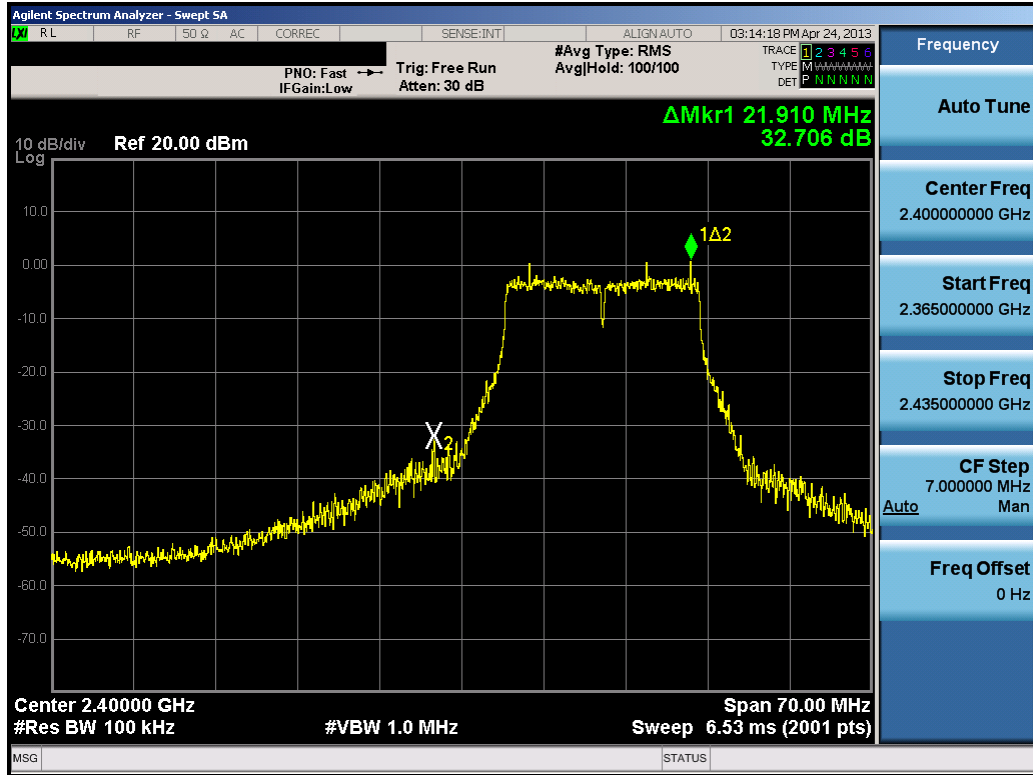 Agilent Spectrum Analyzer - Swept SA
LXI RL RF 50 Ω AC CORREC SENSE:INT ALIGN AUTO 03:14:18 PM Apr 24, 2013
PNO: Fast
IFGain:Low
Trig: Free Run
Atten: 30 dB
#Avg Type: RMS
Avg|Hold: 100/100
TRACE 1 2 3 4 5 6
TYPE M
DET P N N N N N
ΔMkr1 21.910 MHz
32.706 dB
10 dB/div
Log
Ref 20.00 dBm
10.0
0.00
-10.0
-20.0
-30.0
-40.0
-50.0
-60.0
-70.0
1Δ2
X2
Center 2.40000 GHz
#Res BW 100 kHz
#VBW 1.0 MHz
Span 70.00 MHz
Sweep 6.53 ms (2001 pts)
MSG
STATUS
Frequency
Auto Tune
Center Freq
2.400000000 GHz
Start Freq
2.365000000 GHz
Stop Freq
2.435000000 GHz
CF Step
7.000000 MHz
Auto Man
Freq Offset
0 Hz